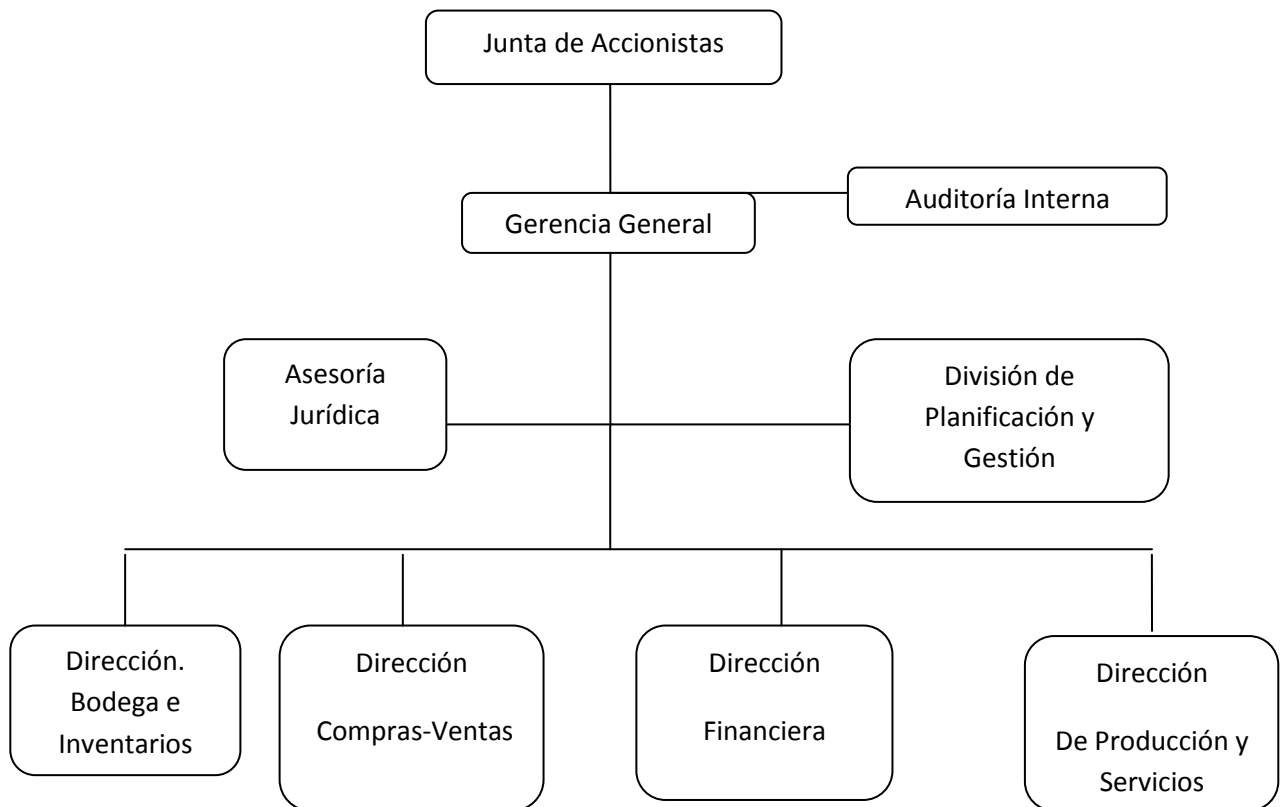 Junta de Accionistas
Auditoría Interna
Gerencia General
Asesoría
Jurídica
División de
Planificación y
Gestión
Dirección.
Bodega e
Inventarios
Dirección
Compras-Ventas
Dirección
Financiera
Dirección
De Producción y
Servicios